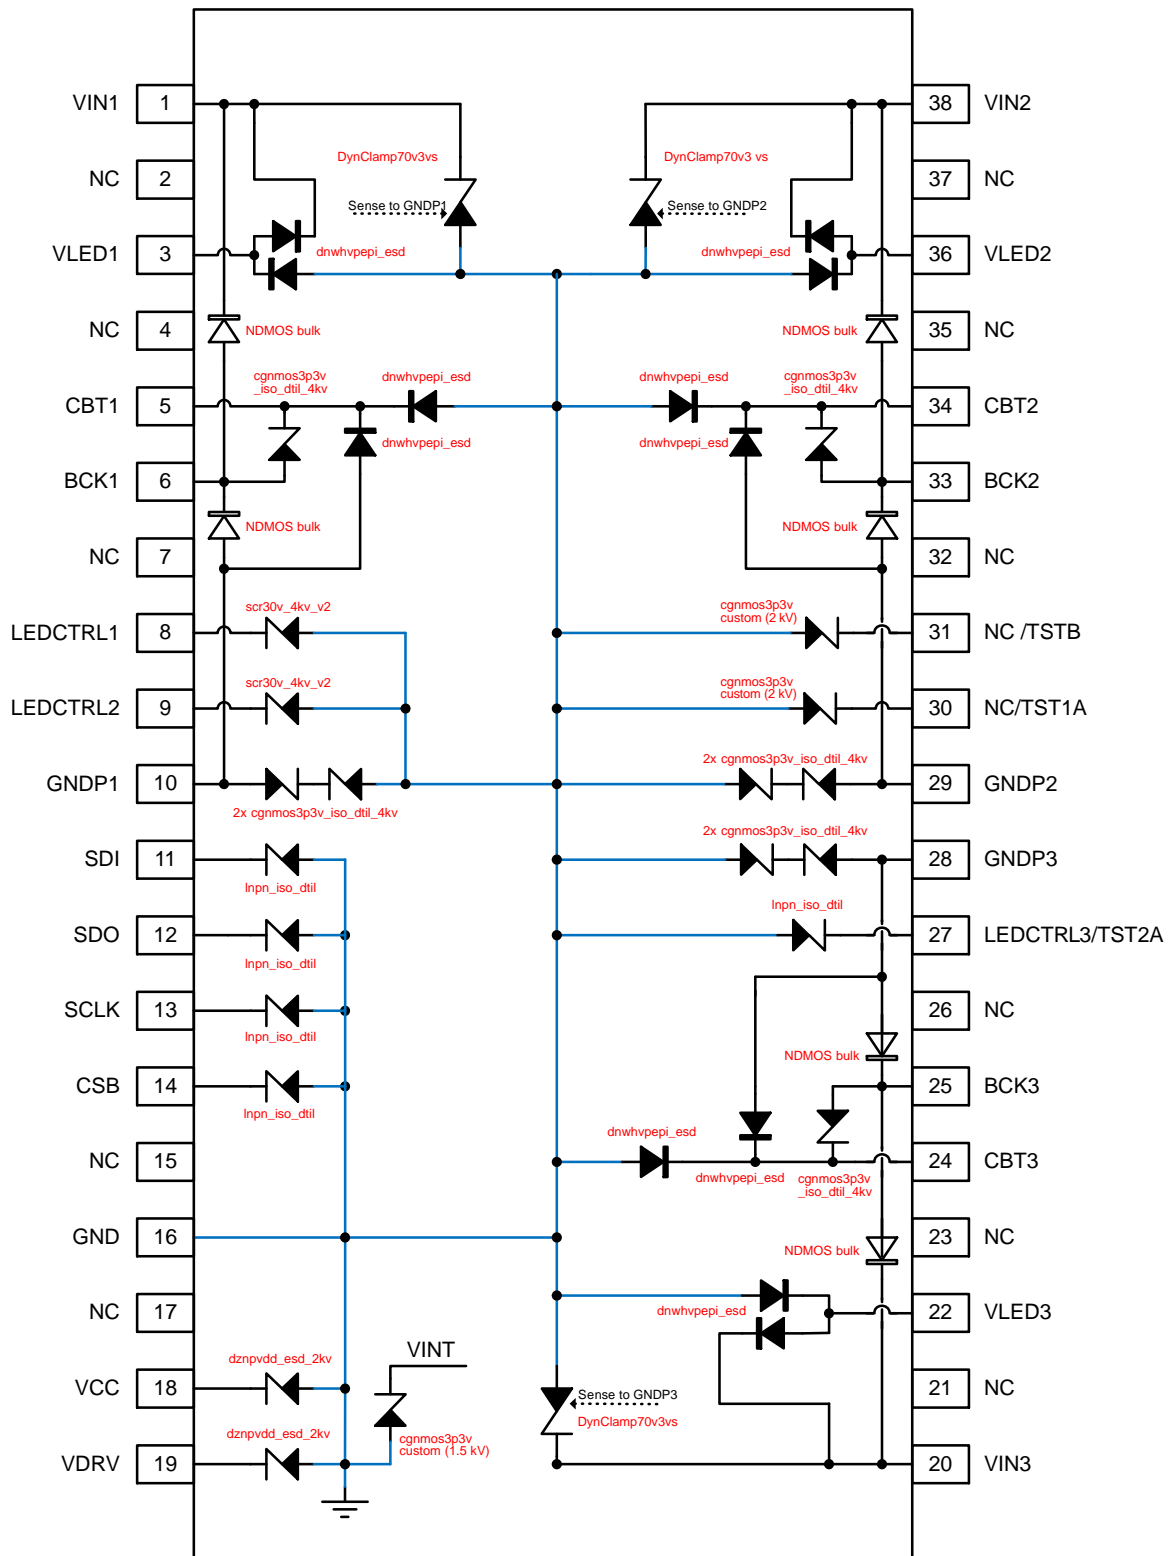 VIN1 1
38 VIN2
DynClamp70v3vs
DynClamp70v3 vs
NC 2
37 NC
Sense to GNDP1
Sense to GNDP2
VLED1 3
dnwhvpepi_esd
dnwhvpepi_esd
36 VLED2
NC 4
NDMOS bulk
NDMOS bulk
35 NC
cgnmos3p3v
_iso_dtil_4kv
dnwhvpepi_esd
dnwhvpepi_esd
cgnmos3p3v
_iso_dtil_4kv
CBT1 5
34 CBT2
dnwhvpepi_esd
dnwhvpepi_esd
BCK1 6
33 BCK2
NDMOS bulk
NDMOS bulk
NC 7
32 NC
scr30v_4kv_v2
cgnmos3p3v
custom (2 kV)
LEDCTRL1 8
31 NC /TSTB
scr30v_4kv_v2
cgnmos3p3v
custom (2 kV)
LEDCTRL2 9
30 NC/TST1A
2x cgnmos3p3v_iso_dtil_4kv
GNDP1 10
29 GNDP2
2x cgnmos3p3v_iso_dtil_4kv
2x cgnmos3p3v_iso_dtil_4kv
SDI 11
28 GNDP3
lnpn_iso_dtil
lnpn_iso_dtil
SDO 12
27 LEDCTRL3/TST2A
lnpn_iso_dtil
SCLK 13
26 NC
lnpn_iso_dtil
NDMOS bulk
CSB 14
25 BCK3
lnpn_iso_dtil
dnwhvpepi_esd
NC 15
24 CBT3
dnwhvpepi_esd
cgnmos3p3v
_iso_dtil_4kv
GND 16
23 NC
NDMOS bulk
NC 17
dnwhvpepi_esd
22 VLED3
VINT
dznpvdd_esd_2kv
VCC 18
Sense to GNDP3
21 NC
DynClamp70v3vs
dznpvdd_esd_2kv
cgnmos3p3v
custom (1.5 kV)
VDRV 19
20 VIN3